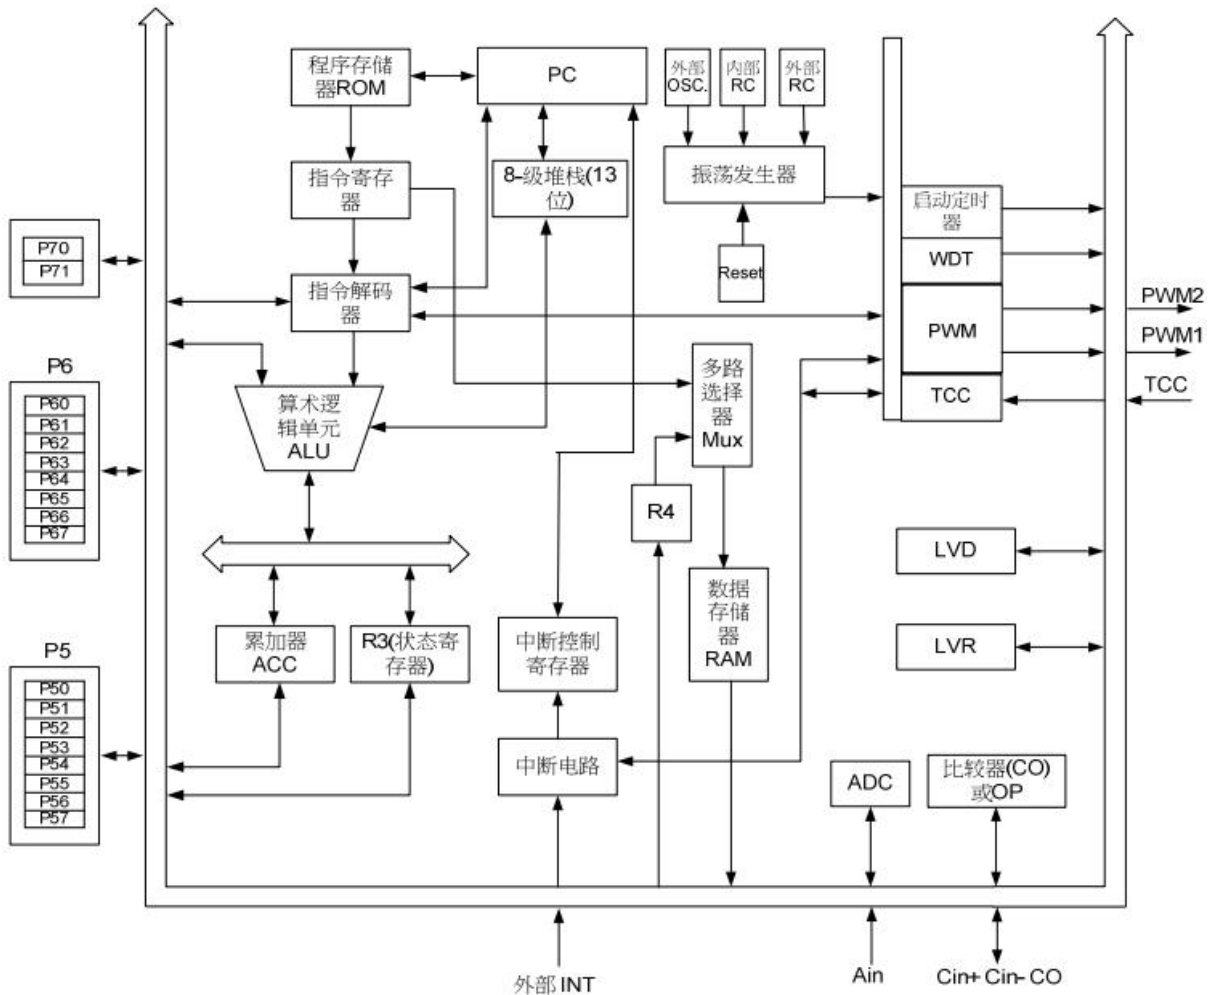 程序存储
器ROM
PC
外部
OSC.
内部
RC
外部
RC
指令寄存
器
8-级堆栈(13
位)
振荡发生器
启动定时
器
P70
P71
WDT
Reset
指令解码
器
PWM
PWM2
PWM1
TCC
TCC
多路
选择
器
Mux
P6
P60
P61
P62
P63
P64
P65
P66
P67
算术逻
辑单元
ALU
R4
LVD
数据
存储
器
RAM
累加器
ACC
R3(状态寄
存器)
中断控制
寄存器
LVR
P5
P50
P51
P52
P53
P54
P55
P56
P57
中断电路
ADC
比较器(CO)
或OP
外部 INT
Ain
Cin+ Cin- CO